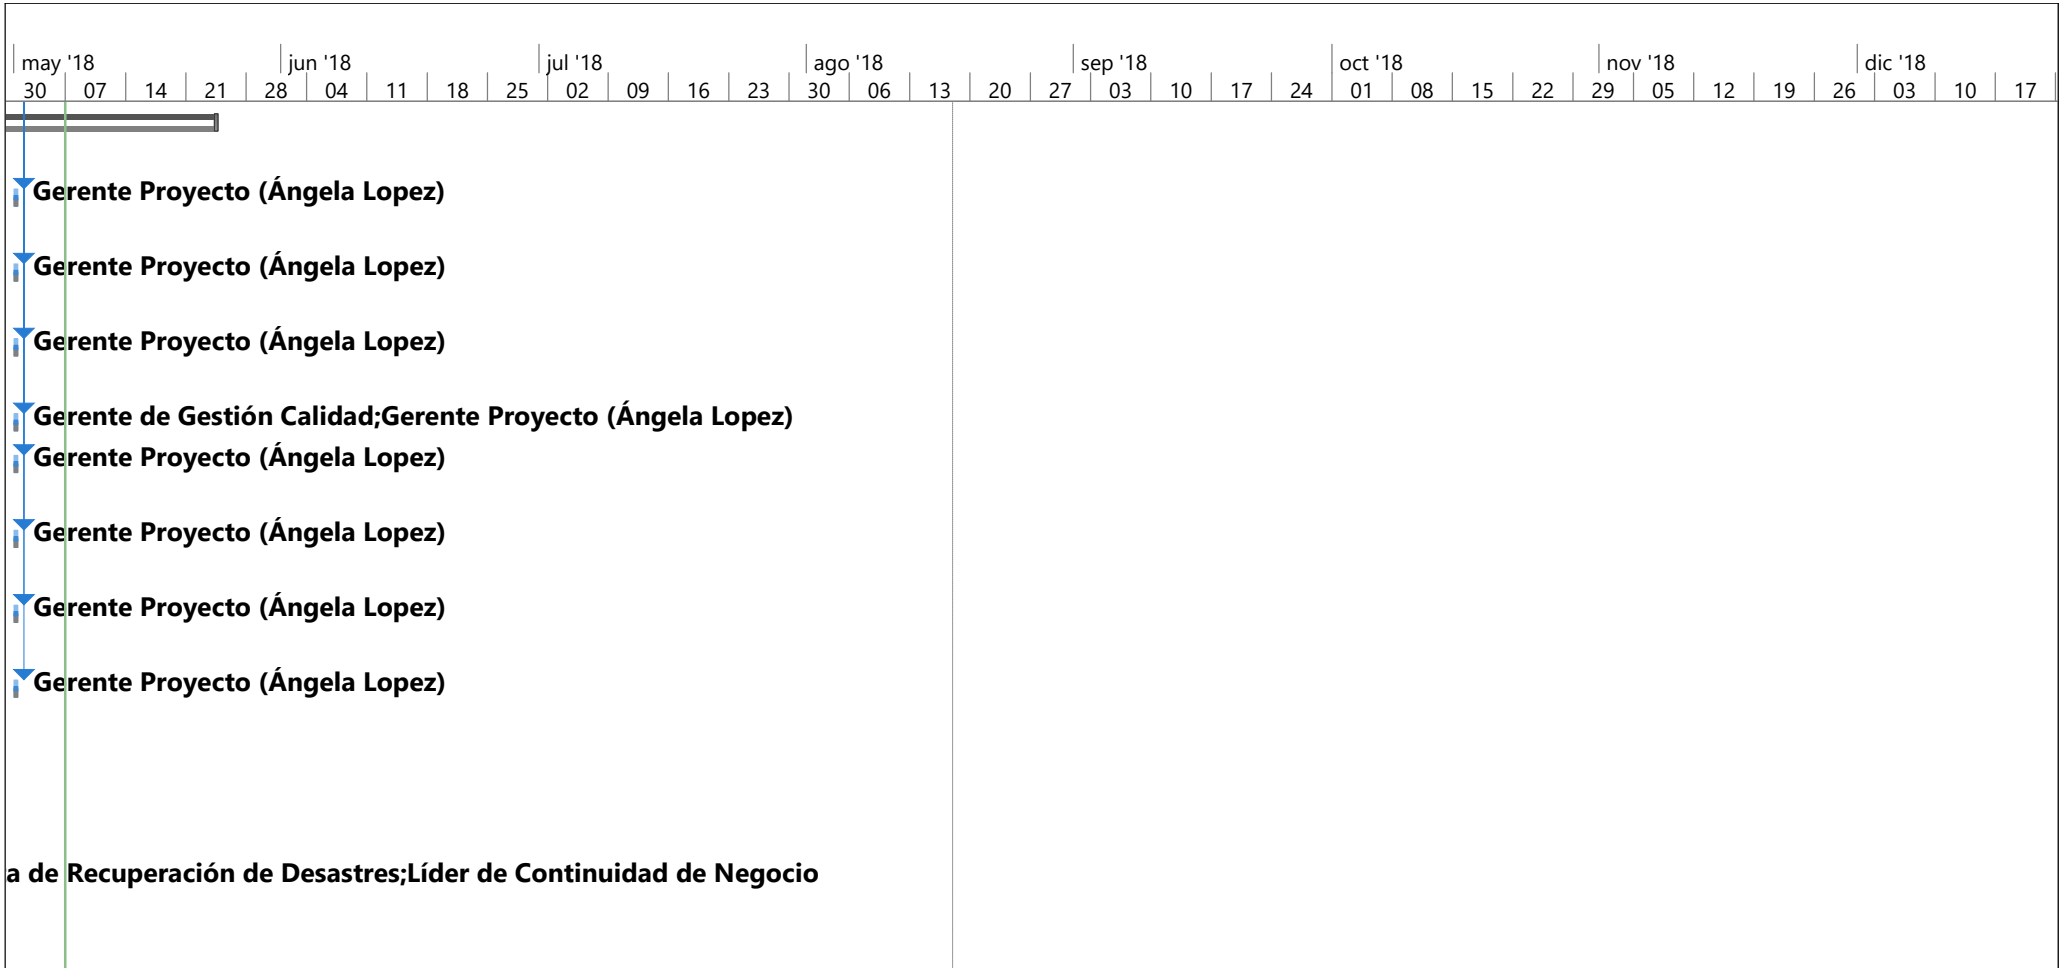 may '18 jun '18 jul '18 ago '18 sep '18 oct '18 nov '18 dic '18
30 07 14 21 28 04 11 18 25 02 09 16 23 30 06 13 20 27 03 10 17 24 01 08 15 22 29 05 12 19 26 03 10 17
Gerente Proyecto (Ángela Lopez)
Gerente Proyecto (Ángela Lopez)
Gerente Proyecto (Ángela Lopez)
Gerente de Gestión Calidad;Gerente Proyecto (Ángela Lopez)
Gerente Proyecto (Ángela Lopez)
Gerente Proyecto (Ángela Lopez)
Gerente Proyecto (Ángela Lopez)
Gerente Proyecto (Ángela Lopez)
a de Recuperación de Desastres;Líder de Continuidad de Negocio